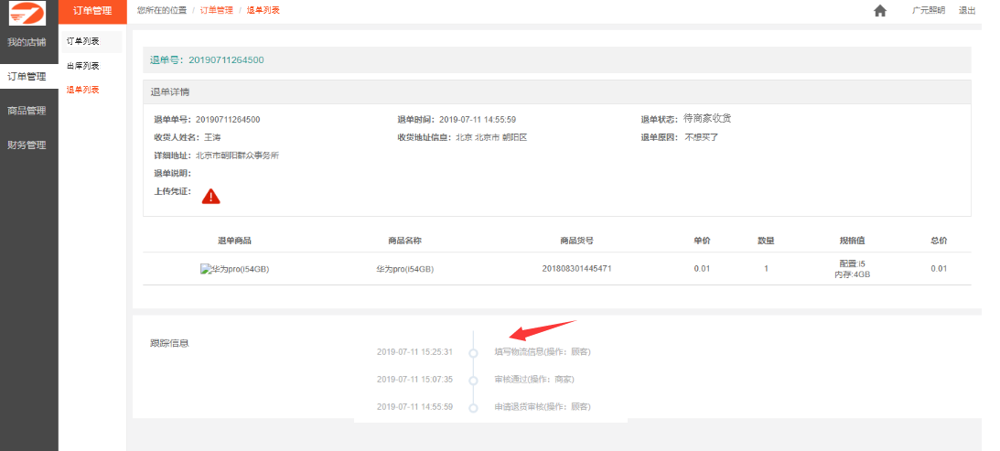 订单管理 您所在的位置 / 订单管理 / 退单列表 广元照明 退出
我的店铺
订单管理
商品管理
财务管理
订单列表
出库列表
退单列表
退单号：20190711264500
退单详情
退单单号：20190711264500 退单时间：2019-07-11 14:55:59 退单状态：待商家收货
收货人姓名：王涛 收货地址信息：北京 北京市 朝阳区 退单原因：不想买了
详细地址：北京市朝阳群众事务所
退单说明：
上传凭证：
退单商品 商品名称 商品货号 单价 数量 规格值 总价
华为pro(i54GB) 华为pro(i54GB) 201808301445471 0.01 1 配置:i5 0.01
内存:4GB
跟踪信息
2019-07-11 15:25:31 填写物流信息(操作：顾客)
2019-07-11 15:07:35 审核通过(操作：商家)
2019-07-11 14:55:59 申请退货审核(操作：顾客)